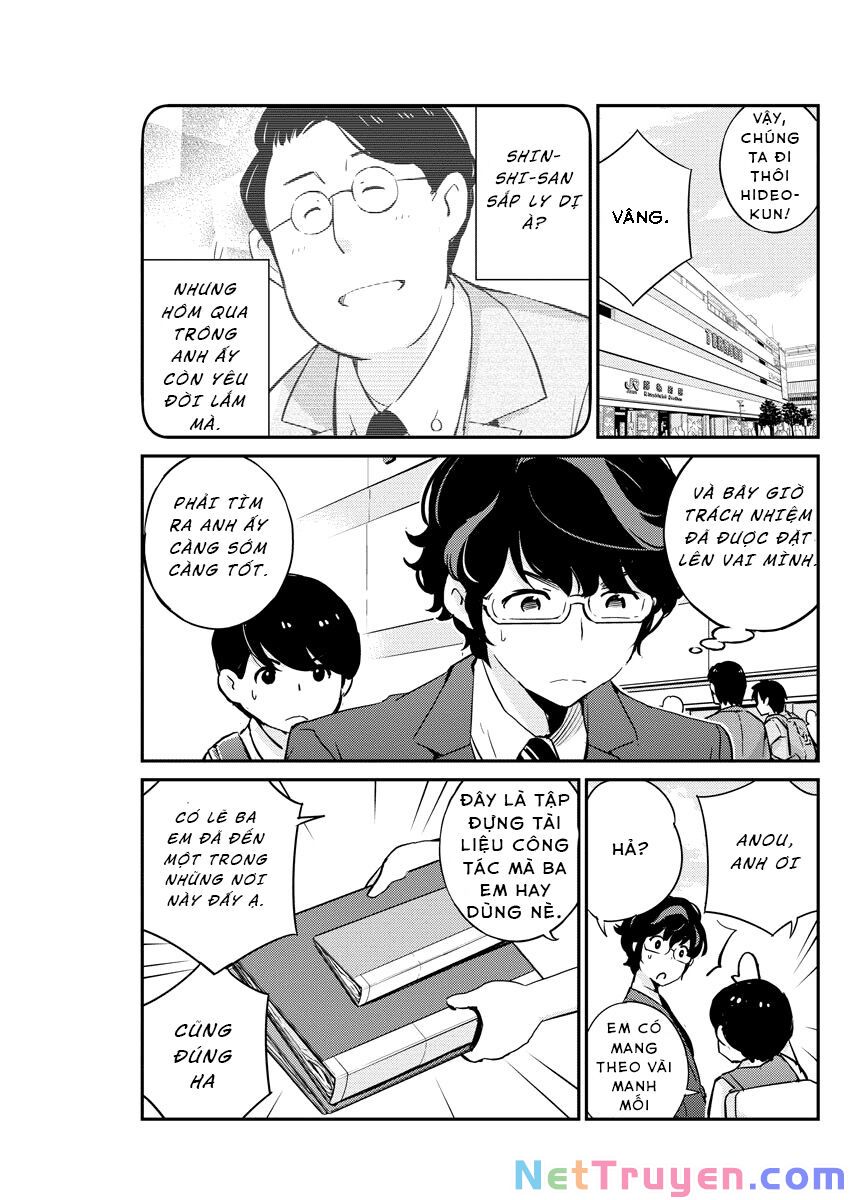 VẬY,
CHÚNG
TA ĐI
THÔI
HIDEO-
KUN!
VÂNG.
JR
SHIN-
SHI-SAN
SẮP LY DỊ
À?
NHƯNG
HÔM QUA
TRÔNG
ANH ẤY
CÒN YÊU
ĐỜI LẮM
MÀ.
VÀ BÂY GIỜ
TRÁCH NHIỆM
ĐÃ ĐƯỢC ĐẶT
LÊN VAI MÌNH.
PHẢI TÌM
RA ANH ẤY
CÀNG SỚM
CÀNG TỐT.
ANOU,
ANH ƠI
HẢ?
EM CÓ
MANG
THEO VÀI
MANH
MỐI
ĐÂY LÀ TẬP
ĐỰNG TÀI
LIỆU CÔNG
TÁC MÀ BA
EM HAY
DÙNG NÈ.
CÓ LẼ BA
EM ĐÃ ĐẾN
MỘT TRONG
NHỮNG NƠI
NÀY ĐẤY Ạ.
CŨNG
ĐÚNG
HA
NetTruyen.com